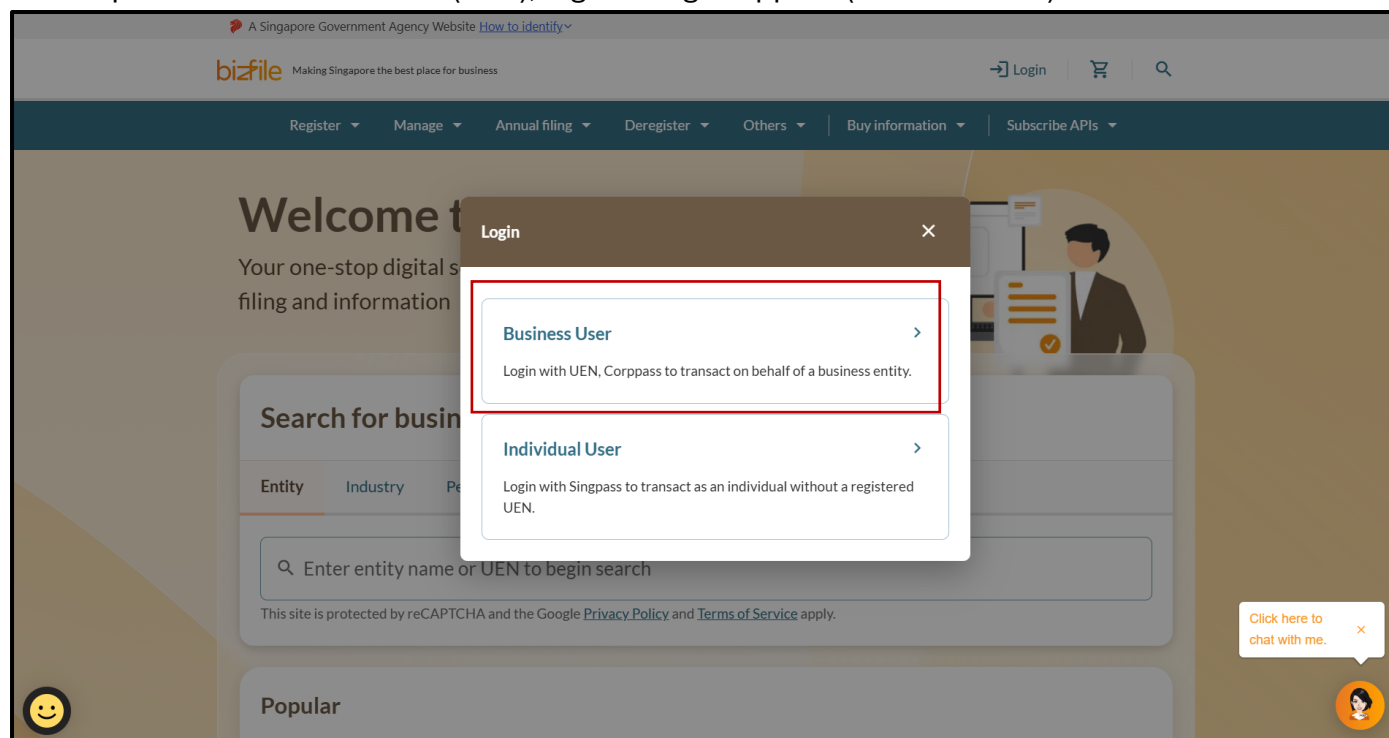 A Singapore Government Agency Website How to identify
bizfile Making Singapore the best place for business
Login
Register Manage Annual filing Deregister Others Buy information Subscribe APIs
Welcome t
Your one-stop digital s
filing and information
Login
Business User
Login with UEN, Corppass to transact on behalf of a business entity.
Individual User
Login with Singpass to transact as an individual without a registered
UEN.
Search for busin
Entity Industry Pe
Enter entity name or UEN to begin search
This site is protected by reCAPTCHA and the Google Privacy Policy and Terms of Service apply.
Click here to
chat with me.
Popular